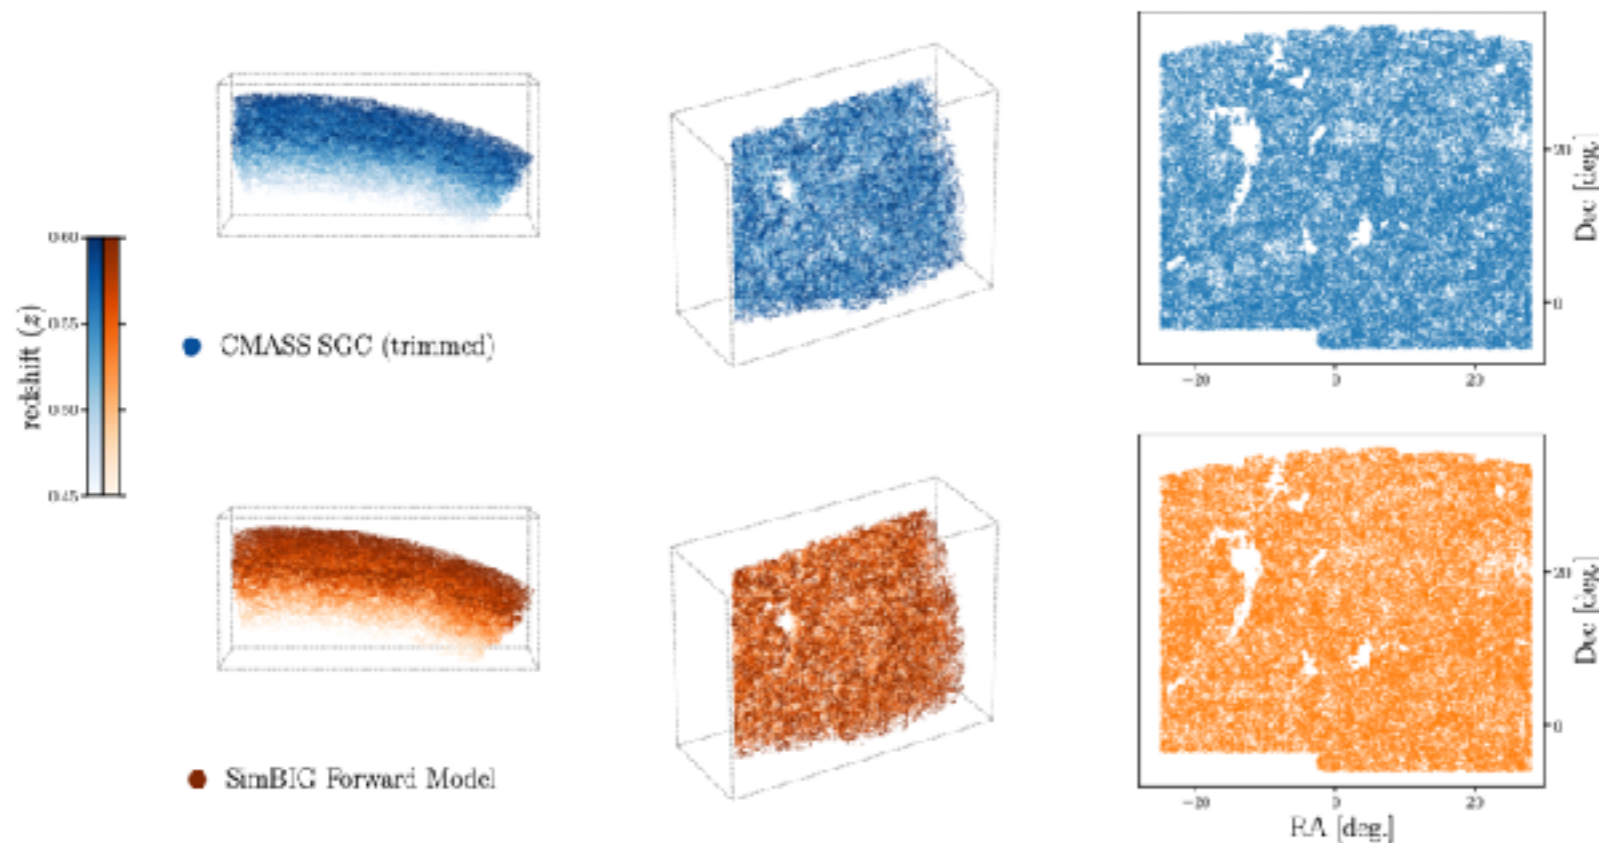 0.60
0.55
0.50
0.45
redshift (z)
CMASS SGC (trimmed)
20
0
Dec [deg.]
−20
0
20
SimBIG Forward Model
20
0
Dec [deg.]
−20
0
20
RA [deg.]